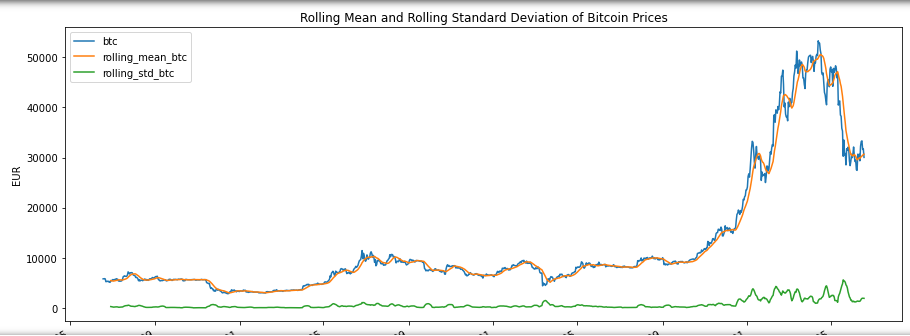 Rolling Mean and Rolling Standard Deviation of Bitcoin Prices
btc
rolling_mean_btc
rolling_std_btc
50000
40000
30000
20000
10000
0
EUR